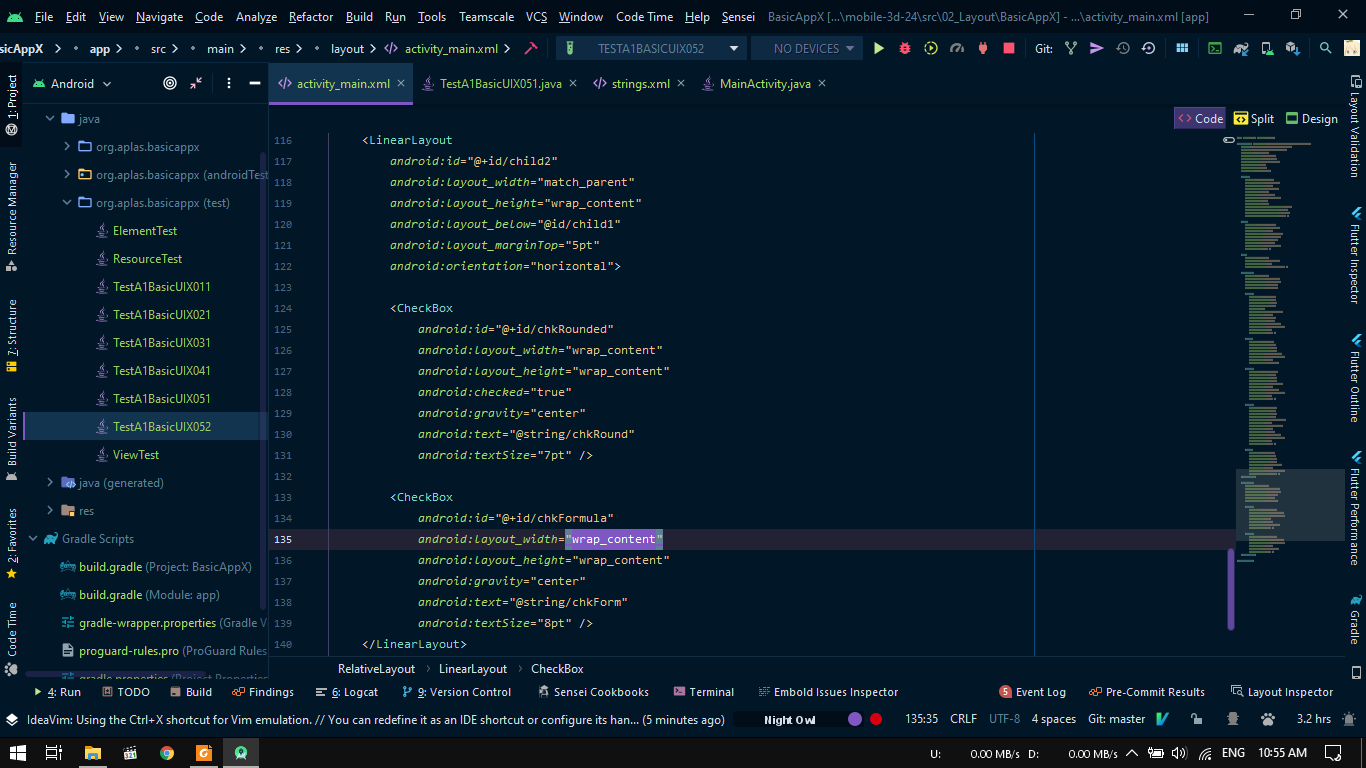 File Edit View Navigate Code Analyze Refactor Build Run Tools Teamscale VCS Window Code Time Help Sensei BasicAppX [...\mobile-3d-24\src\02_Layout\BasicAppX] - ...\activity_main.xml [app]
sicAppX app src main res layout activity_main.xml TESTA1BASICUIX052 NO DEVICES Git:
Android
activity_main.xml TestA1BasicUIX051.java strings.xml MainActivity.java
Code Split Design
1: Project
Resource Manager
7: Structure
Build Variants
2: Favorites
Code Time
java
org.aplas.basicappx
org.aplas.basicappx (androidTest
org.aplas.basicappx (test)
ElementTest
ResourceTest
TestA1BasicUIX011
TestA1BasicUIX021
TestA1BasicUIX031
TestA1BasicUIX041
TestA1BasicUIX051
TestA1BasicUIX052
ViewTest
java (generated)
res
Gradle Scripts
build.gradle (Project: BasicAppX)
build.gradle (Module: app)
gradle-wrapper.properties (Gradle V
proguard-rules.pro (ProGuard Rules
gradle.properties (Project Properties
116 <LinearLayout
117 android:id="@+id/child2"
118 android:layout_width="match_parent"
119 android:layout_height="wrap_content"
120 android:layout_below="@id/child1"
121 android:layout_marginTop="5pt"
122 android:orientation="horizontal">
123
124 <CheckBox
125 android:id="@+id/chkRounded"
126 android:layout_width="wrap_content"
127 android:layout_height="wrap_content"
128 android:checked="true"
129 android:gravity="center"
130 android:text="@string/chkRound"
131 android:textSize="7pt" />
132
133 <CheckBox
134 android:id="@+id/chkFormula"
135 android:layout_width="wrap_content"
136 android:layout_height="wrap_content"
137 android:gravity="center"
138 android:text="@string/chkForm"
139 android:textSize="8pt" />
140 </LinearLayout>
Layout Validation
Flutter Inspector
Flutter Outline
Flutter Performance
Gradle
RelativeLayout LinearLayout CheckBox
4: Run TODO Build Findings 6: Logcat 9: Version Control Sensei Cookbooks Terminal Embold Issues Inspector 5 Event Log Pre-Commit Results Layout Inspector
IdeaVim: Using the Ctrl+X shortcut for Vim emulation. // You can redefine it as an IDE shortcut or configure its han... (5 minutes ago) Night Owl 135:35 CRLF UTF-8 4 spaces Git: master 3.2 hrs
U: 0.00 MB/s D: 0.00 MB/s ENG 10:55 AM